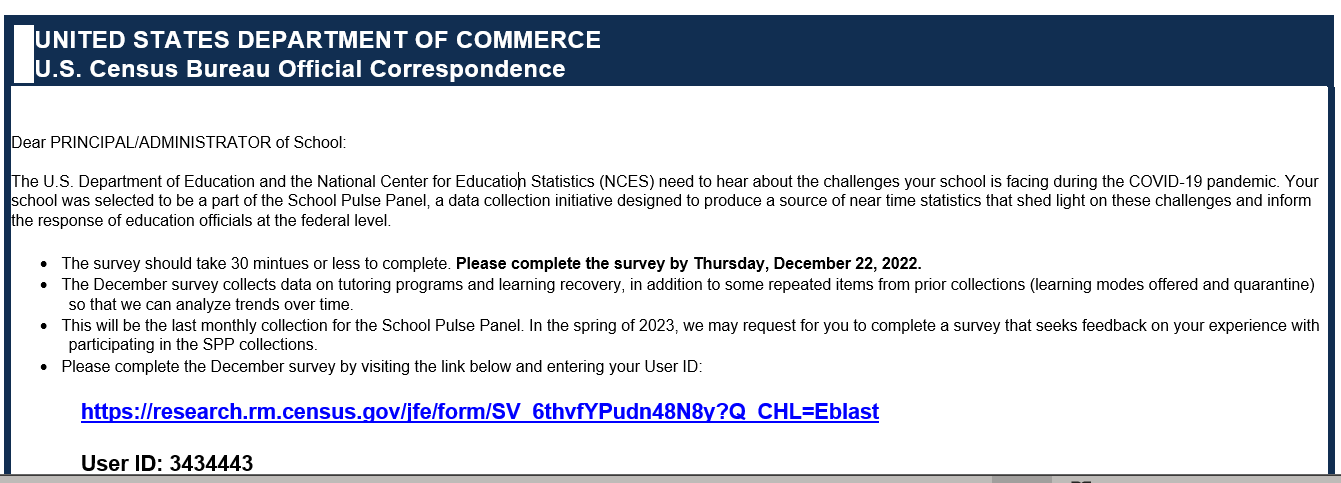 UNITED STATES DEPARTMENT OF COMMERCE
U.S. Census Bureau Official Correspondence
Dear PRINCIPAL/ADMINISTRATOR of School:
The U.S. Department of Education and the National Center for Education Statistics (NCES) need to hear about the challenges your school is facing during the COVID-19 pandemic. Your
school was selected to be a part of the School Pulse Panel, a data collection initiative designed to produce a source of near time statistics that shed light on these challenges and inform
the response of education officials at the federal level.
• The survey should take 30 mintues or less to complete. Please complete the survey by Thursday, December 22, 2022.
• The December survey collects data on tutoring programs and learning recovery, in addition to some repeated items from prior collections (learning modes offered and quarantine)
so that we can analyze trends over time.
• This will be the last monthly collection for the School Pulse Panel. In the spring of 2023, we may request for you to complete a survey that seeks feedback on your experience with
participating in the SPP collections.
• Please complete the December survey by visiting the link below and entering your User ID:
https://research.rm.census.gov/jfe/form/SV_6thvfYPudn48N8y?Q_CHL=Eblast
User ID: 3434443